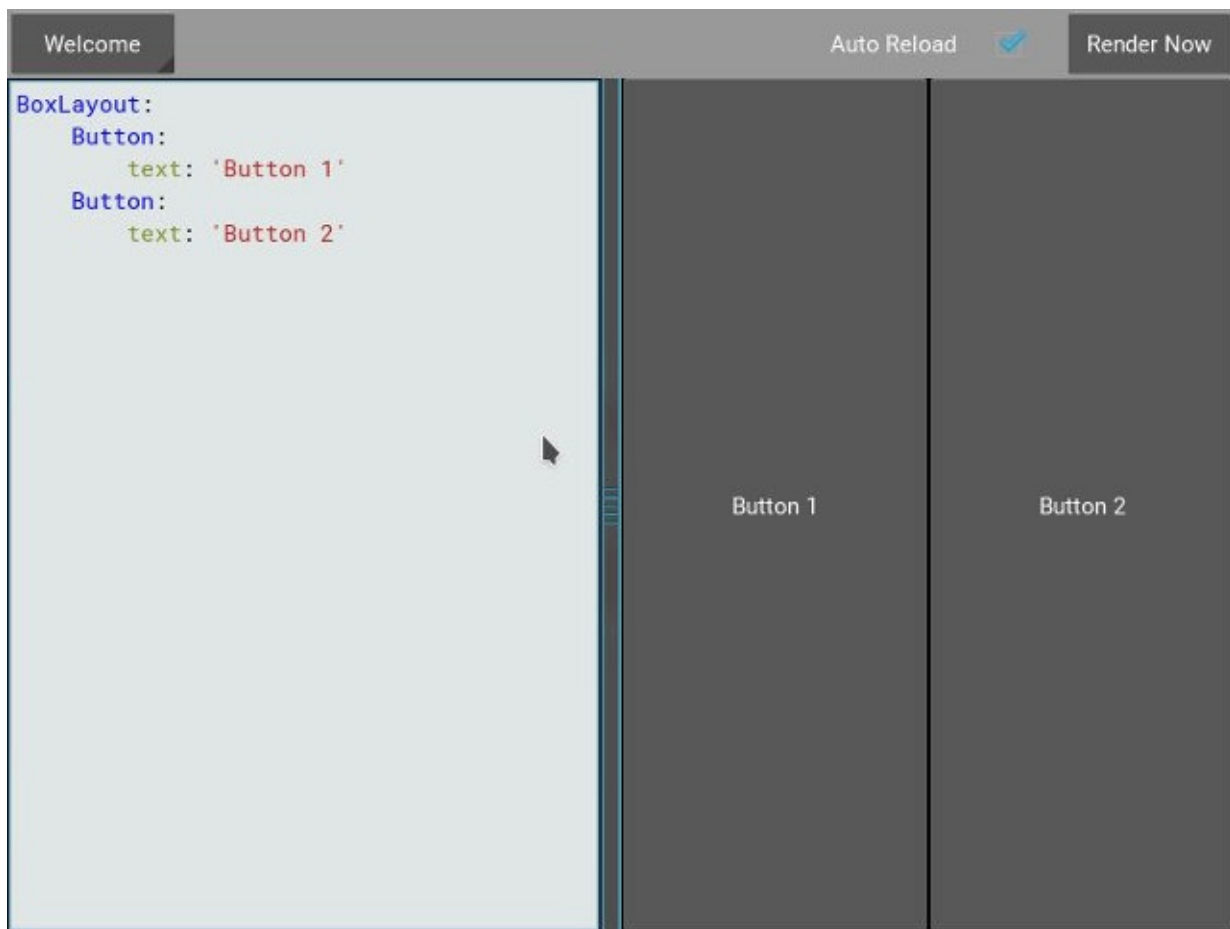 Welcome
Auto Reload
Render Now
BoxLayout:
    Button:
        text: 'Button 1'
    Button:
        text: 'Button 2'
Button 1
Button 2